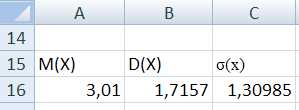 A B C
14
15 M(X) D(X) σ(x)
16 3,01 1,7157 1,30985